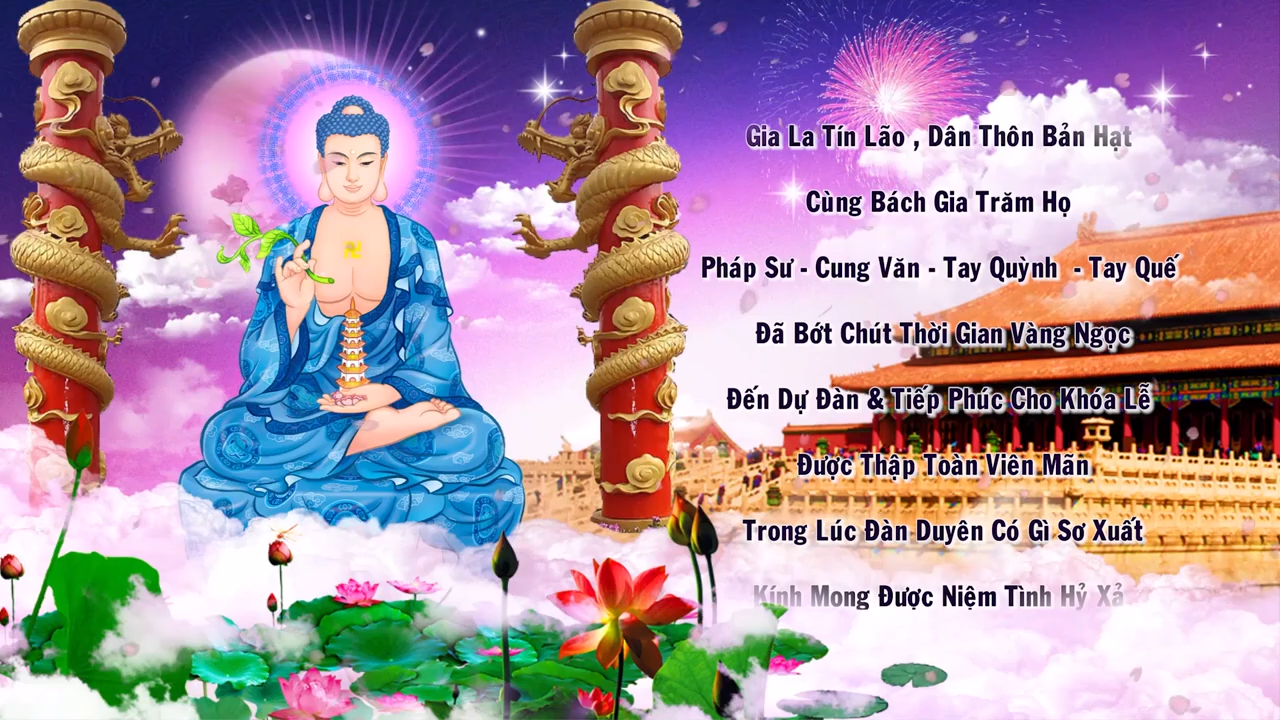 Gia La Tín Lão , Dân Thôn Bản Hạt
Cùng Bách Gia Trăm Họ
Pháp Sư - Cung Văn - Tay Quỳnh - Tay Quế
Đã Bớt Chút Thời Gian Vàng Ngọc
Đến Dự Đàn & Tiếp Phúc Cho Khóa Lễ
Được Thập Toàn Viên Mãn
Trong Lúc Đàn Duyên Có Gì Sơ Xuất
Kính Mong Được Niệm Tình Hỷ Xả